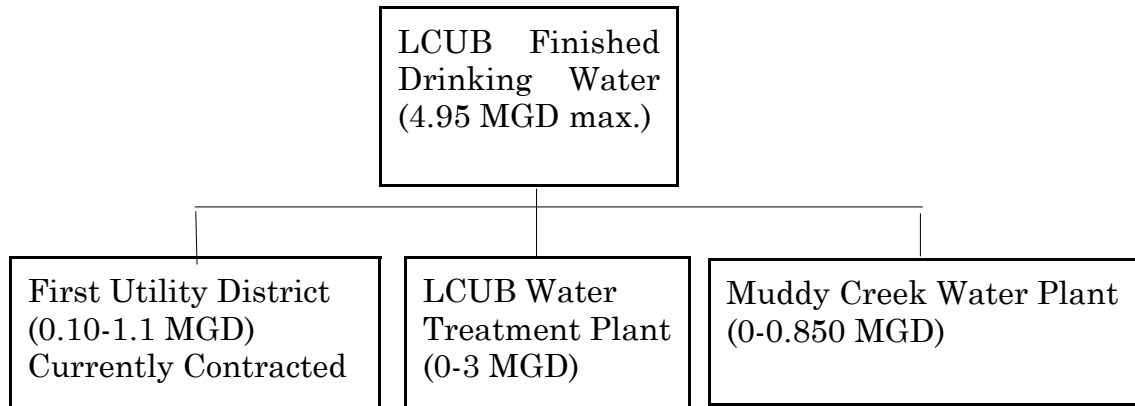 LCUB Finished
Drinking Water
(4.95 MGD max.)
First Utility District
(0.10-1.1 MGD)
Currently Contracted
LCUB Water
Treatment Plant
(0-3 MGD)
Muddy Creek Water Plant
(0-0.850 MGD)